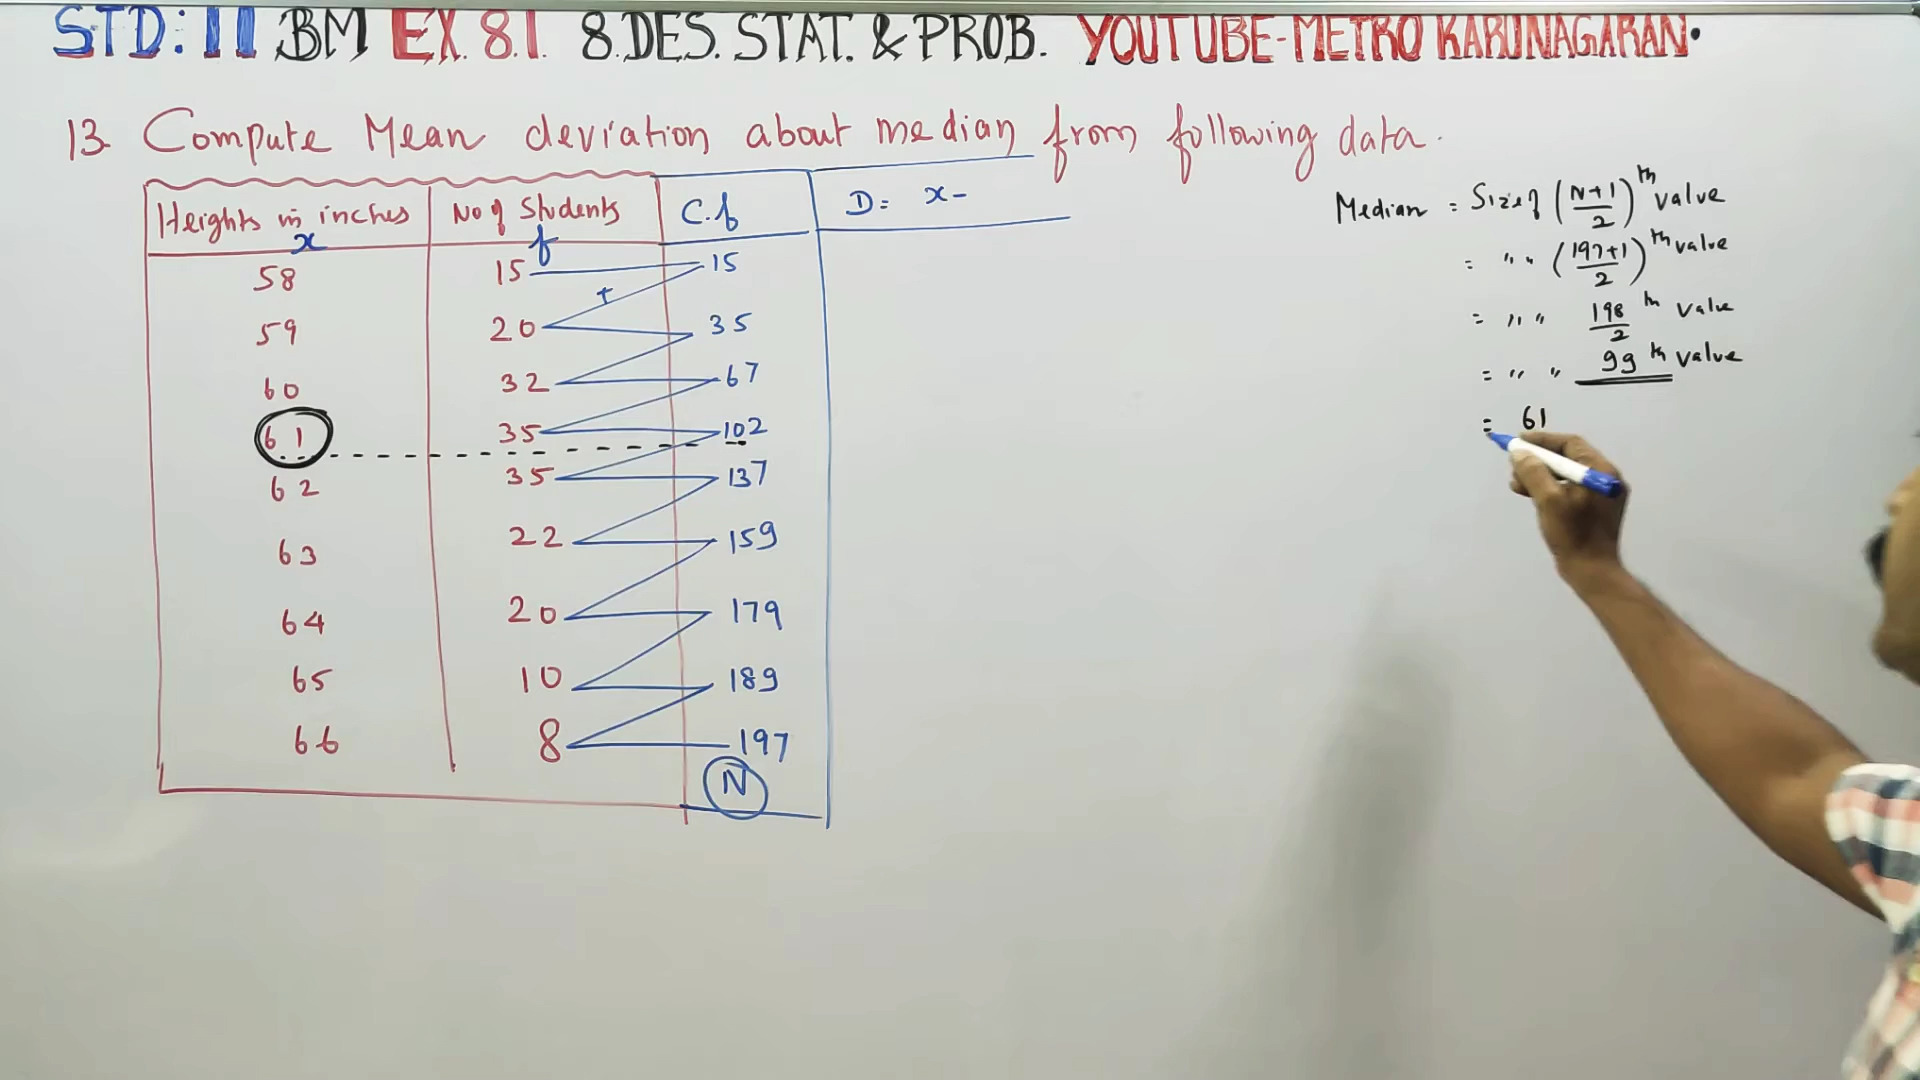 STD: 11 BM EX. 8.1. 8.DES. STAT. & PROB. YOUTUBE-METRO KARUNAGARAN.
13. Compute Mean deviation about median from following data.
Heights in inches x No of Students f C.f D = x-
58 15 + 15
59 20 35
60 32 67
61 35 102
62 35 137
63 22 159
64 20 179
65 10 189
66 8 197
N
Median = Size of (N+1/2)th value
= " " (197+1/2)th value
= " " 198/2 th value
= " " 99th value
= 61